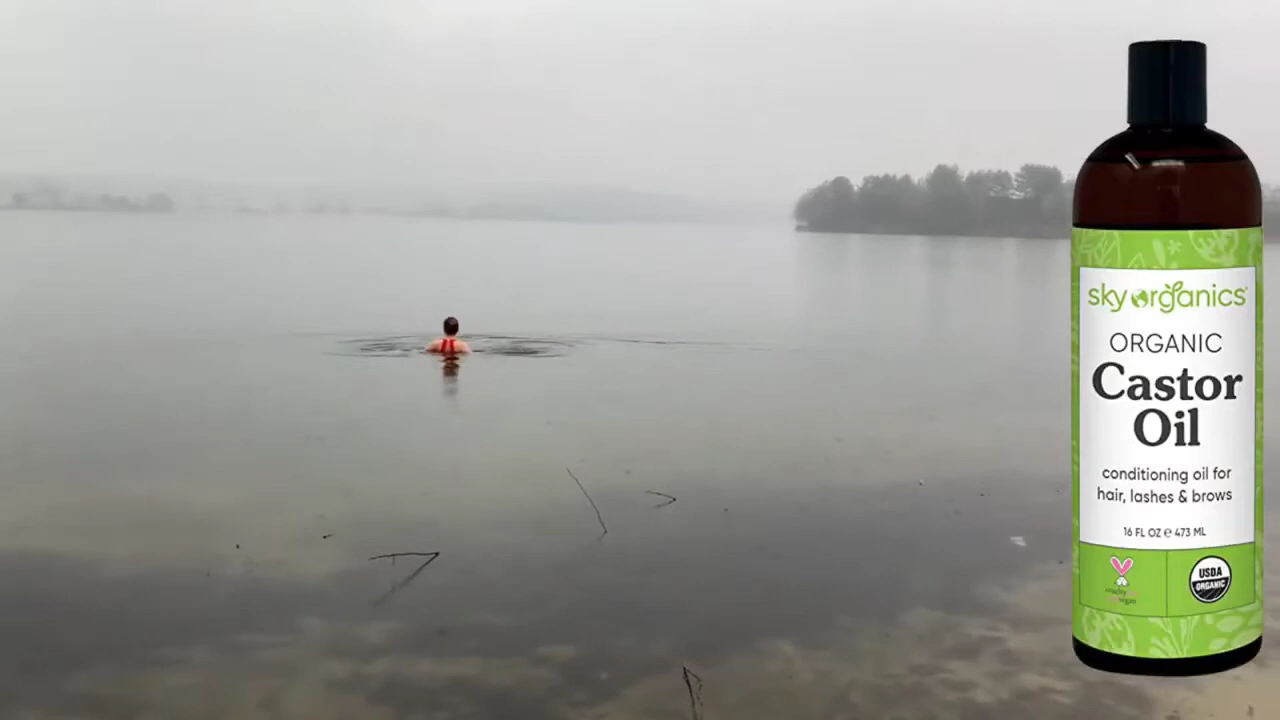 sky organics
ORGANIC
Castor
Oil
conditioning oil for
hair, lashes & brows
16 FL OZ e 473 ML
USDA
ORGANIC